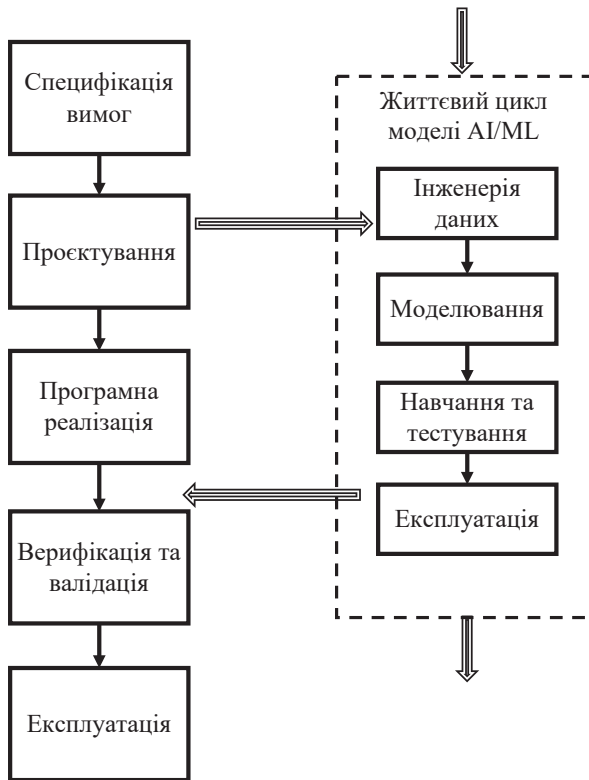 Специфікація
вимог
Проєктування
Програмна
реалізація
Верифікація та
валідація
Експлуатація
Життєвий цикл
моделі AI/ML
Інженерія
даних
Моделювання
Навчання та
тестування
Експлуатація